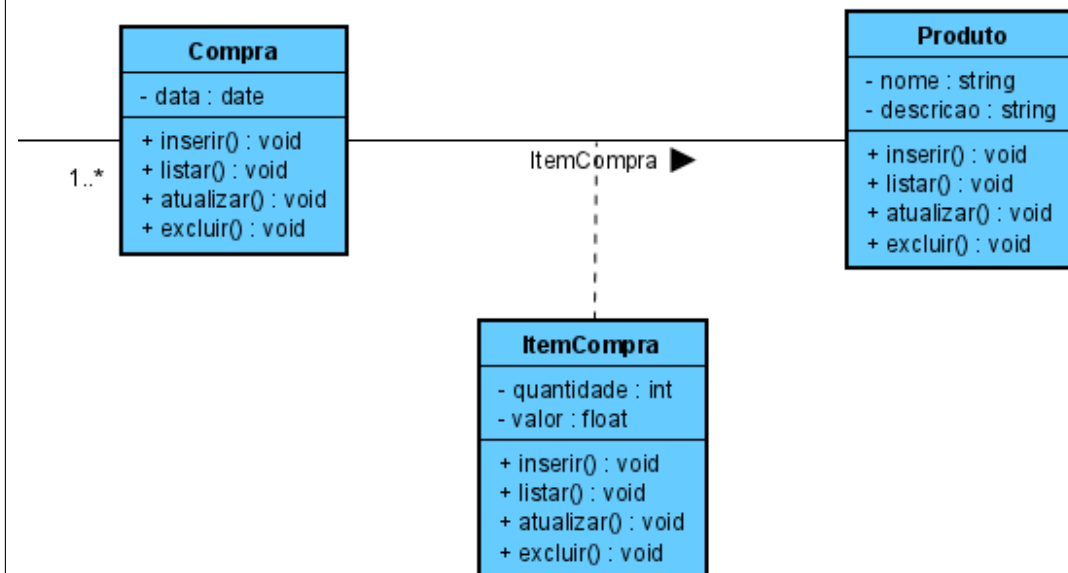 Compra
- data : date
+ inserir() : void
+ listar() : void
+ atualizar() : void
+ excluir() : void
1..*
ItemCompra ▶
Produto
- nome : string
- descricao : string
+ inserir() : void
+ listar() : void
+ atualizar() : void
+ excluir() : void
ItemCompra
- quantidade : int
- valor : float
+ inserir() : void
+ listar() : void
+ atualizar() : void
+ excluir() : void